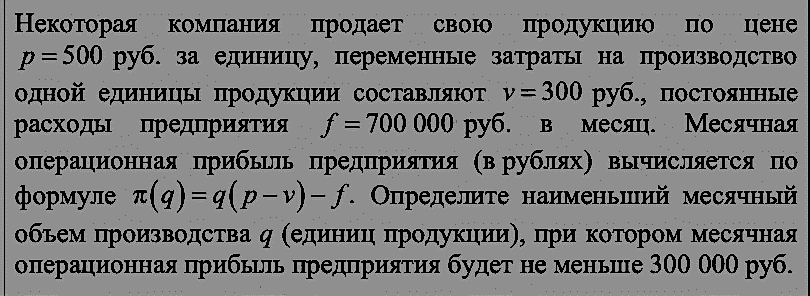 Некоторая компания продает свою продукцию по цене
p = 500 руб. за единицу, переменные затраты на производство
одной единицы продукции составляют v = 300 руб., постоянные
расходы предприятия f = 700 000 руб. в месяц. Месячная
операционная прибыль предприятия (в рублях) вычисляется по
формуле π(q) = q(p − v) − f. Определите наименьший месячный
объем производства q (единиц продукции), при котором месячная
операционная прибыль предприятия будет не меньше 300 000 руб.